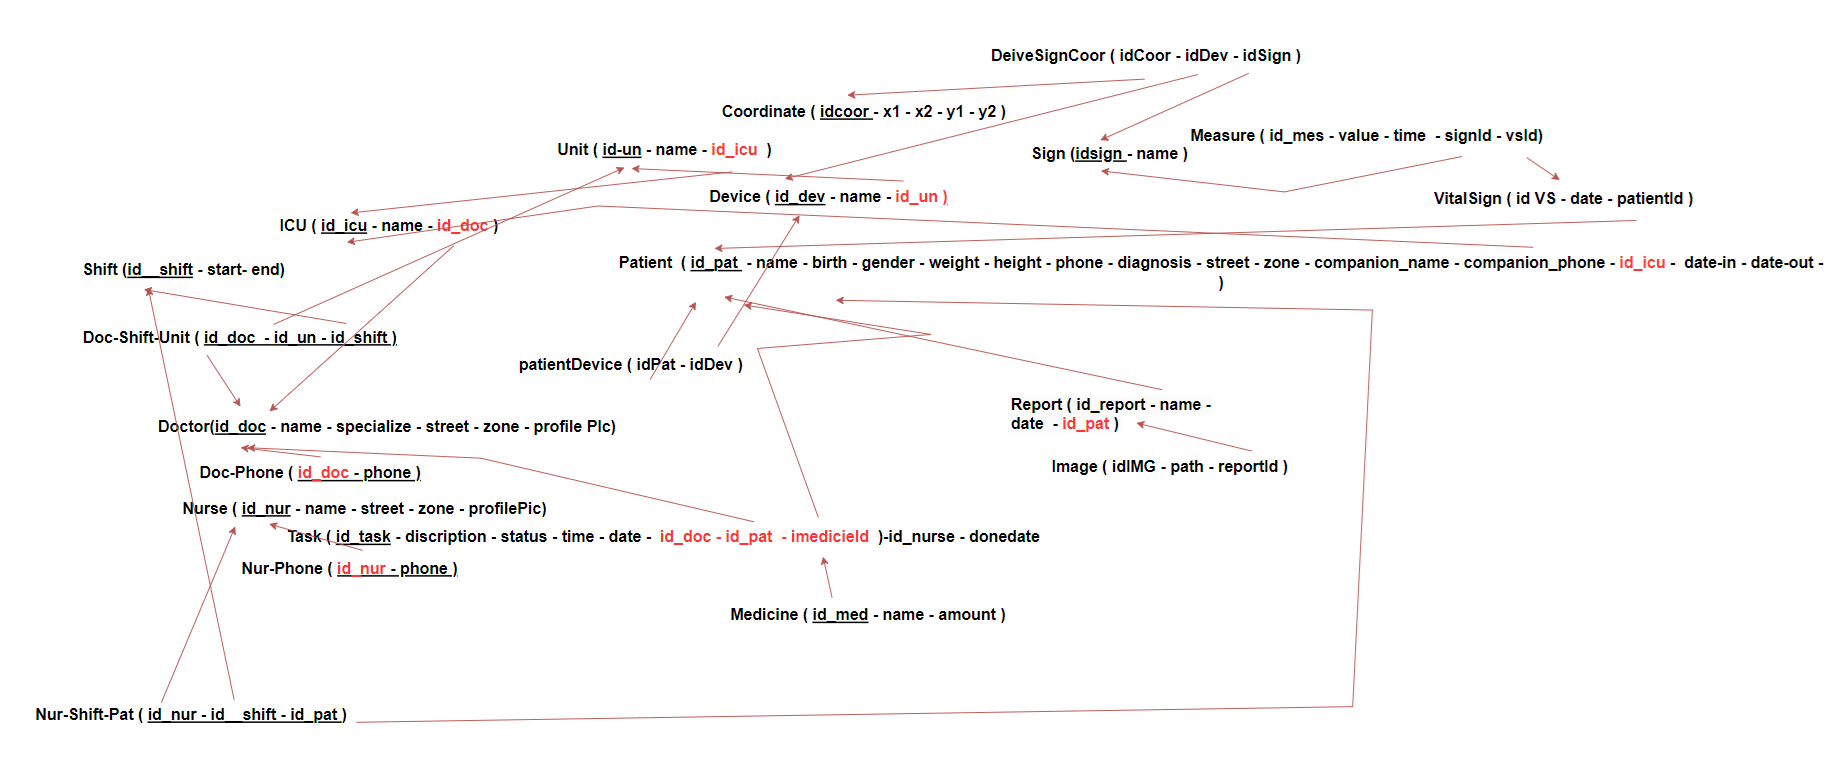 DeiveSignCoor ( idCoor - idDev - idSign )
Coordinate ( idcoor - x1 - x2 - y1 - y2 )
Measure ( id_mes - value - time - signId - vsId)
Unit ( id-un - name - id_icu )
Sign (idsign - name )
Device ( id_dev - name - id_un )
VitalSign ( id VS - date - patientId )
ICU ( id_icu - name - id_doc )
Shift (id__shift - start- end)
Patient ( id_pat - name - birth - gender - weight - height - phone - diagnosis - street - zone - companion_name - companion_phone - id_icu - date-in - date-out -
)
Doc-Shift-Unit ( id_doc - id_un - id_shift )
patientDevice ( idPat - idDev )
Report ( id_report - name -
date - id_pat )
Doctor(id_doc - name - specialize - street - zone - profile PIc)
Image ( idIMG - path - reportId )
Doc-Phone ( id_doc - phone )
Nurse ( id_nur - name - street - zone - profilePic)
Task ( id_task - discription - status - time - date - id_doc - id_pat - imedicieId )-id_nurse - donedate
Nur-Phone ( id_nur - phone )
Medicine ( id_med - name - amount )
Nur-Shift-Pat ( id_nur - id__shift - id_pat )